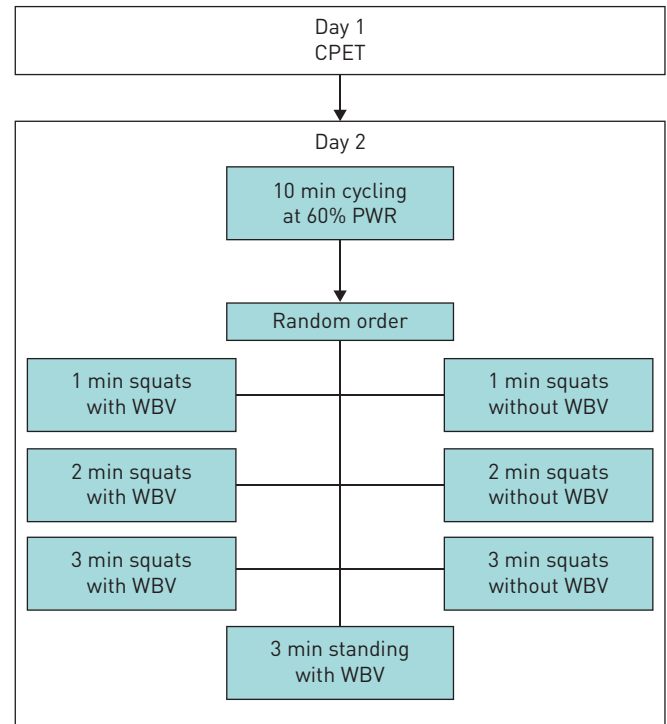 Day 1
CPET
Day 2
10 min cycling
at 60% PWR
Random order
1 min squats
with WBV
1 min squats
without WBV
2 min squats
with WBV
2 min squats
without WBV
3 min squats
with WBV
3 min squats
without WBV
3 min standing
with WBV